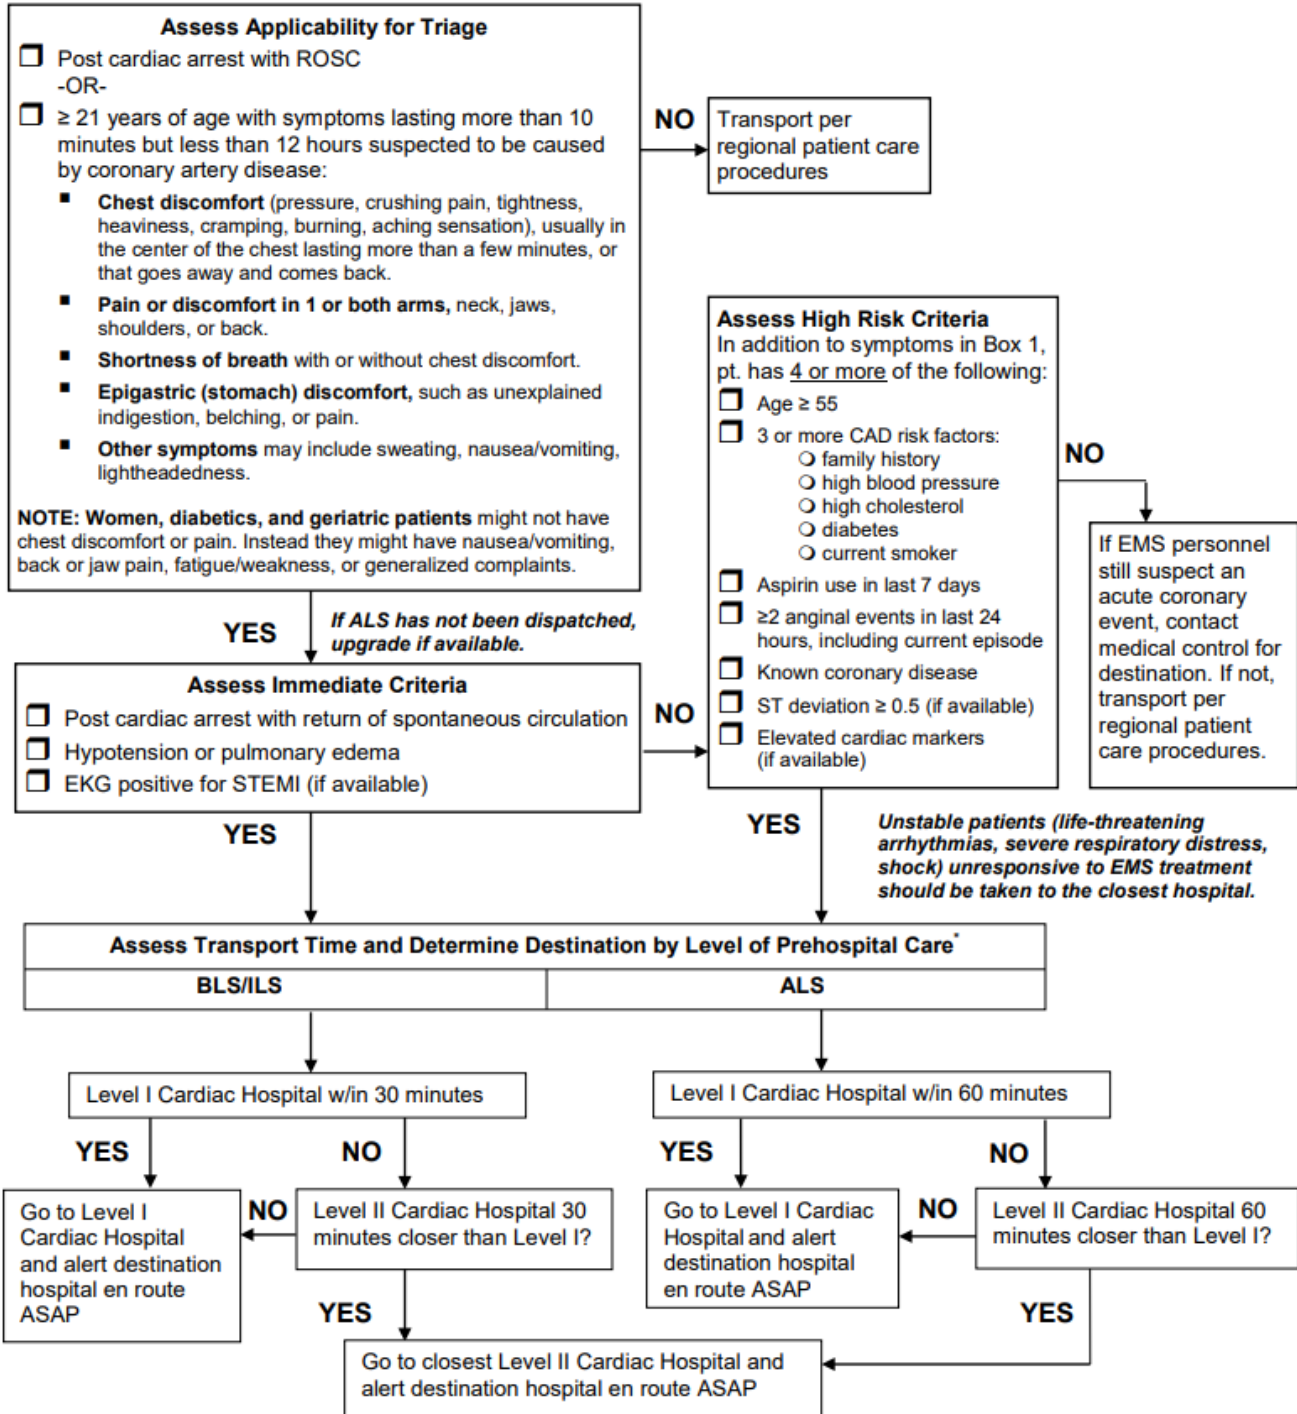 Assess Applicability for Triage
❒ Post cardiac arrest with ROSC
-OR-
❒ ≥ 21 years of age with symptoms lasting more than 10
minutes but less than 12 hours suspected to be caused
by coronary artery disease:
▪ Chest discomfort (pressure, crushing pain, tightness,
heaviness, cramping, burning, aching sensation), usually in
the center of the chest lasting more than a few minutes, or
that goes away and comes back.
▪ Pain or discomfort in 1 or both arms, neck, jaws,
shoulders, or back.
▪ Shortness of breath with or without chest discomfort.
▪ Epigastric (stomach) discomfort, such as unexplained
indigestion, belching, or pain.
▪ Other symptoms may include sweating, nausea/vomiting,
lightheadedness.
NOTE: Women, diabetics, and geriatric patients might not have
chest discomfort or pain. Instead they might have nausea/vomiting,
back or jaw pain, fatigue/weakness, or generalized complaints.
NO
Transport per
regional patient care
procedures
YES
If ALS has not been dispatched,
upgrade if available.
Assess Immediate Criteria
❒ Post cardiac arrest with return of spontaneous circulation
❒ Hypotension or pulmonary edema
❒ EKG positive for STEMI (if available)
NO
Assess High Risk Criteria
In addition to symptoms in Box 1,
pt. has 4 or more of the following:
❒ Age ≥ 55
❒ 3 or more CAD risk factors:
❍ family history
❍ high blood pressure
❍ high cholesterol
❍ diabetes
❍ current smoker
❒ Aspirin use in last 7 days
❒ ≥2 anginal events in last 24
hours, including current episode
❒ Known coronary disease
❒ ST deviation ≥ 0.5 (if available)
❒ Elevated cardiac markers
(if available)
NO
If EMS personnel
still suspect an
acute coronary
event, contact
medical control for
destination. If not,
transport per
regional patient
care procedures.
YES
YES
Unstable patients (life-threatening
arrhythmias, severe respiratory distress,
shock) unresponsive to EMS treatment
should be taken to the closest hospital.
Assess Transport Time and Determine Destination by Level of Prehospital Care*
BLS/ILS
ALS
Level I Cardiac Hospital w/in 30 minutes
Level I Cardiac Hospital w/in 60 minutes
YES
NO
YES
NO
Go to Level I
Cardiac Hospital
and alert destination
hospital en route
ASAP
NO
Level II Cardiac Hospital 30
minutes closer than Level I?
Go to Level I Cardiac
Hospital and alert
destination hospital
en route ASAP
NO
Level II Cardiac Hospital 60
minutes closer than Level I?
YES
YES
Go to closest Level II Cardiac Hospital and
alert destination hospital en route ASAP